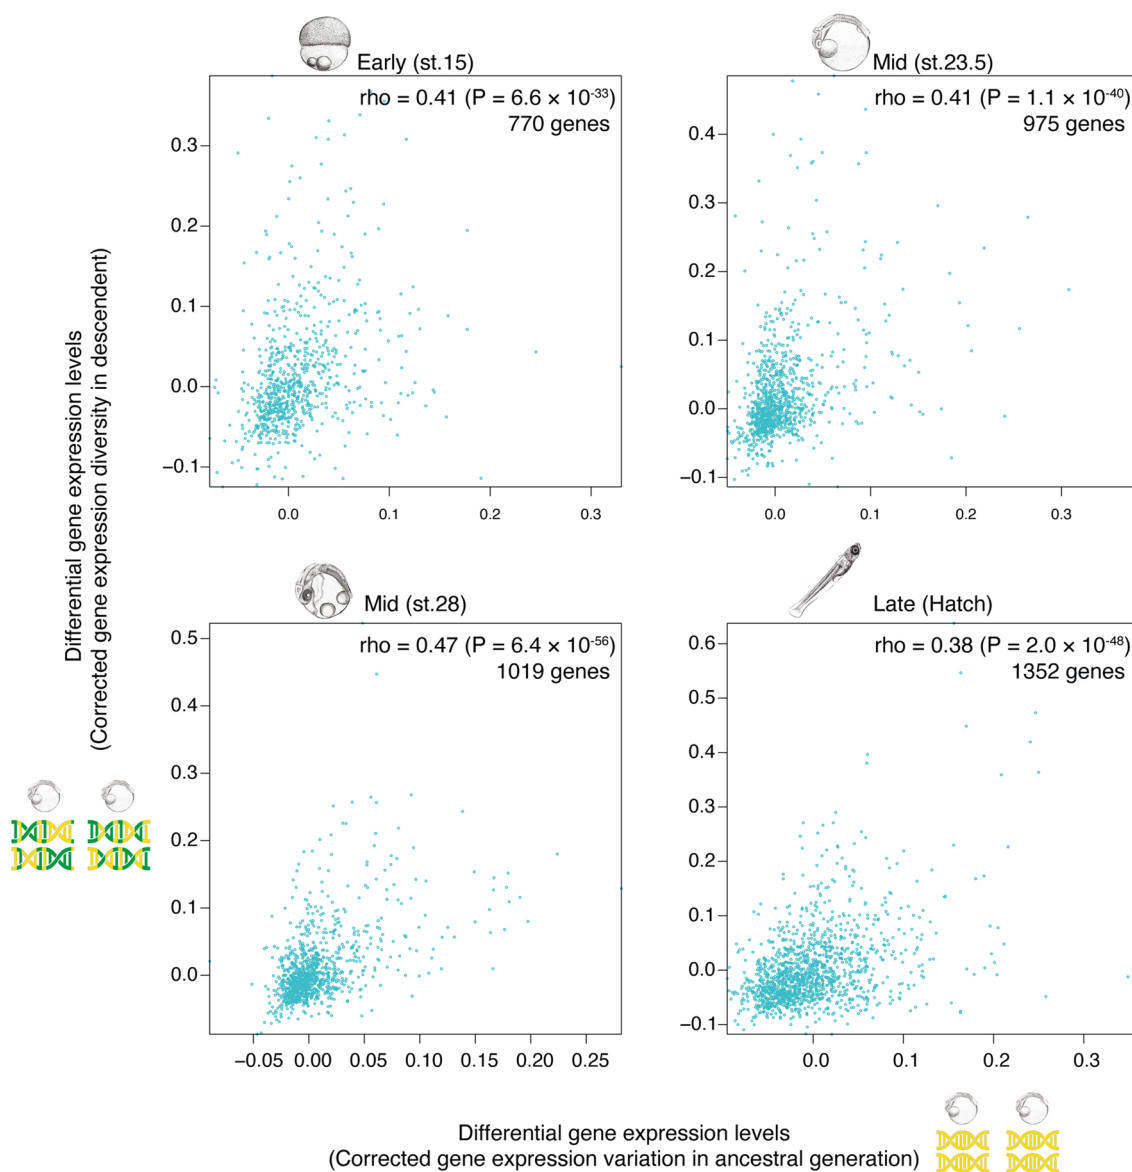 Early (st.15)
rho = 0.41 (P = 6.6 × 10⁻³³)
770 genes
0.3
0.2
0.1
0.0
−0.1
0.0 0.1 0.2 0.3
Mid (st.23.5)
rho = 0.41 (P = 1.1 × 10⁻⁴⁰)
975 genes
0.4
0.3
0.2
0.1
0.0
−0.1
0.0 0.1 0.2 0.3
Differential gene expression levels
(Corrected gene expression diversity in descendent)
Mid (st.28)
rho = 0.47 (P = 6.4 × 10⁻⁵⁶)
1019 genes
0.5
0.4
0.3
0.2
0.1
0.0
−0.05 0.00 0.05 0.10 0.15 0.20 0.25
Late (Hatch)
rho = 0.38 (P = 2.0 × 10⁻⁴⁸)
1352 genes
0.6
0.5
0.4
0.3
0.2
0.1
0.0
−0.1
0.0 0.1 0.2 0.3
Differential gene expression levels
(Corrected gene expression variation in ancestral generation)